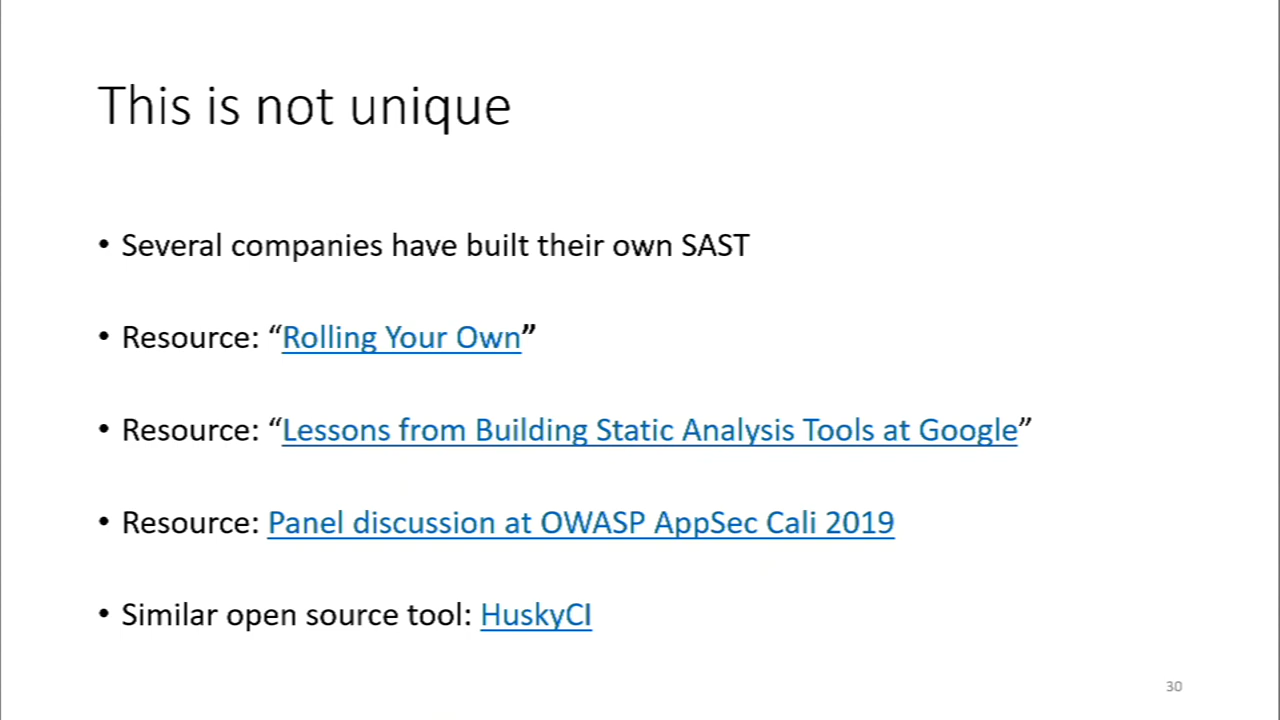 This is not unique
• Several companies have built their own SAST
• Resource: “Rolling Your Own”
• Resource: “Lessons from Building Static Analysis Tools at Google”
• Resource: Panel discussion at OWASP AppSec Cali 2019
• Similar open source tool: HuskyCI
30